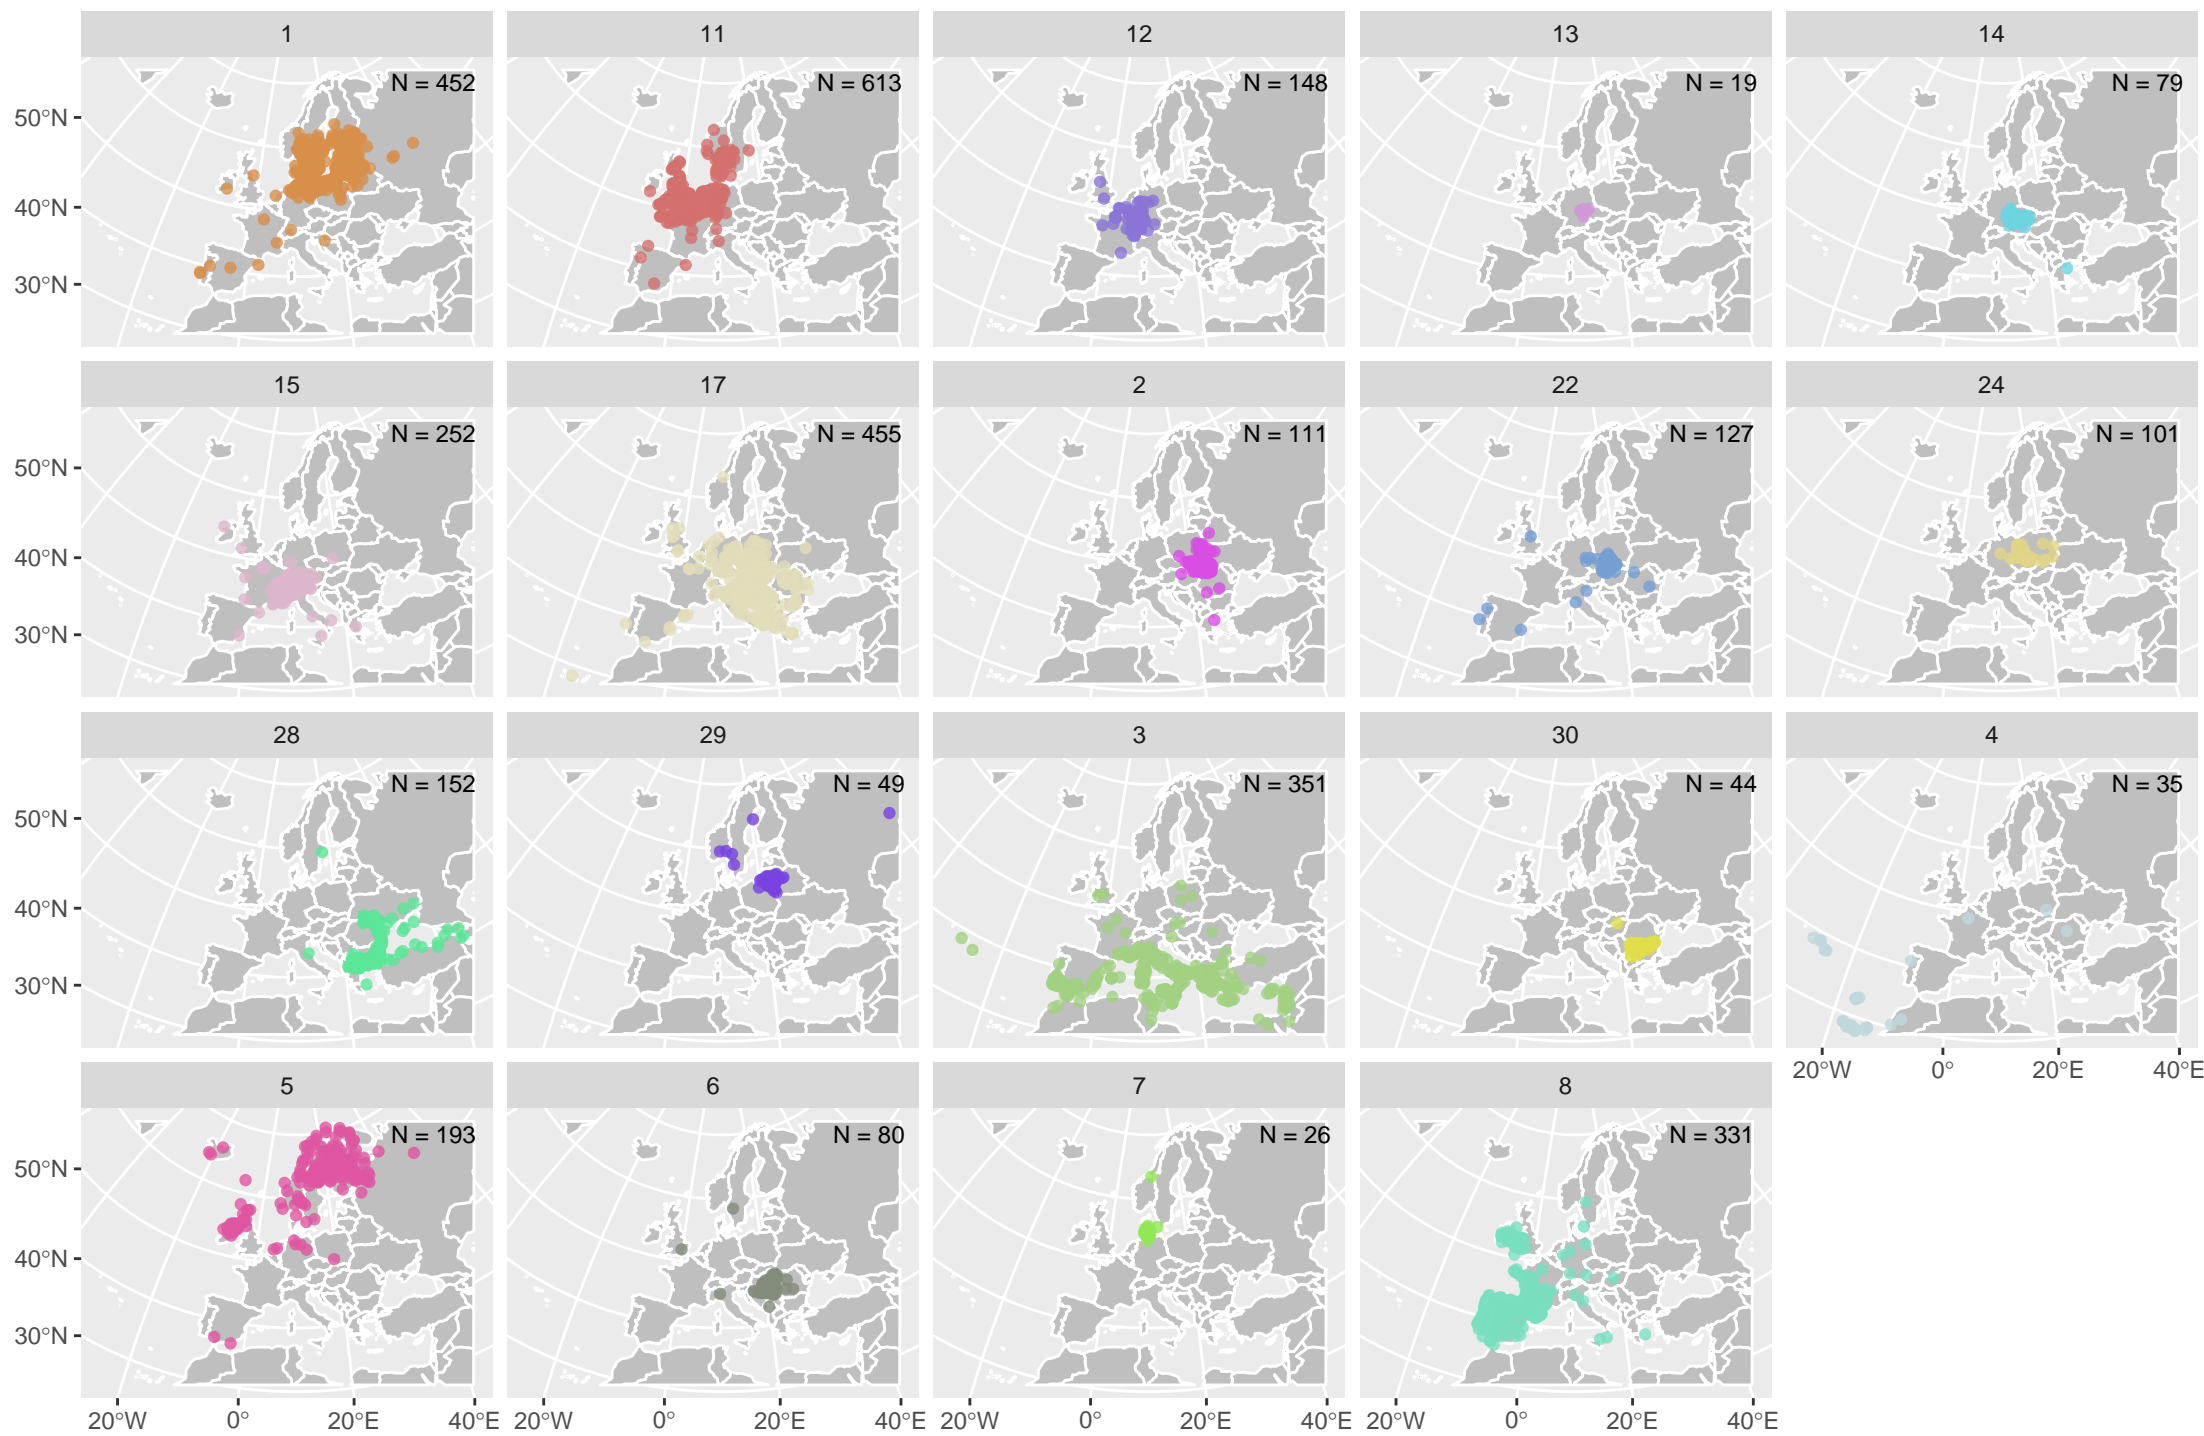 1 11 12 13 14
N = 452 N = 613 N = 148 N = 19 N = 79
50°N
40°N
30°N
15 17 2 22 24
N = 252 N = 455 N = 111 N = 127 N = 101
50°N
40°N
30°N
28 29 3 30 4
N = 152 N = 49 N = 351 N = 44 N = 35
50°N
40°N
30°N
20°W 0° 20°E 40°E
5 6 7 8
N = 193 N = 80 N = 26 N = 331
50°N
40°N
30°N
20°W 0° 20°E 40°E 20°W 0° 20°E 40°E 20°W 0° 20°E 40°E 20°W 0° 20°E 40°E